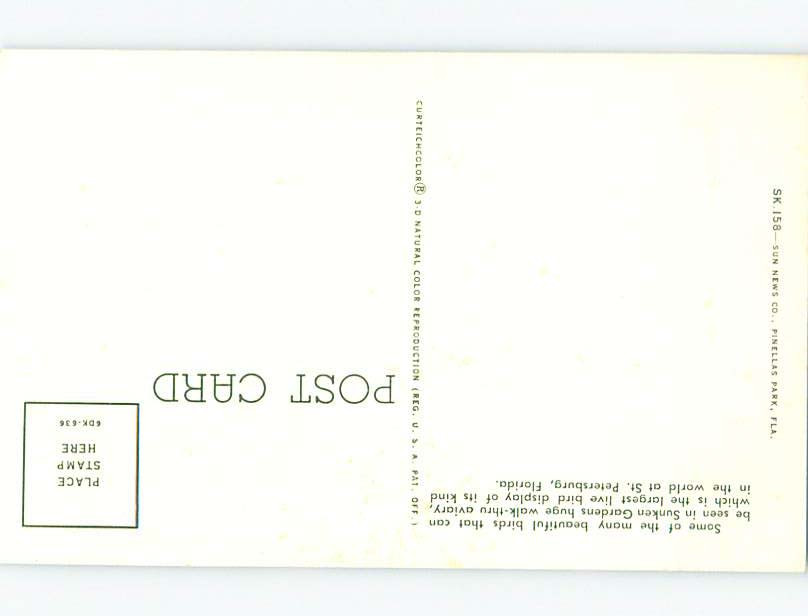 Some of the many beautiful birds that can
be seen in Sunken Gardens huge walk-thru aviary,
which is the largest live bird display of its kind
in the world at St. Petersburg, Florida.
POST CARD
PLACE
STAMP
HERE
6DK-636
SK.158—SUN NEWS CO., PINELLAS PARK, FLA.
CURTEICHCOLOR® 3-D NATURAL COLOR REPRODUCTION (REG. U. S. A. PAT. OFF.)